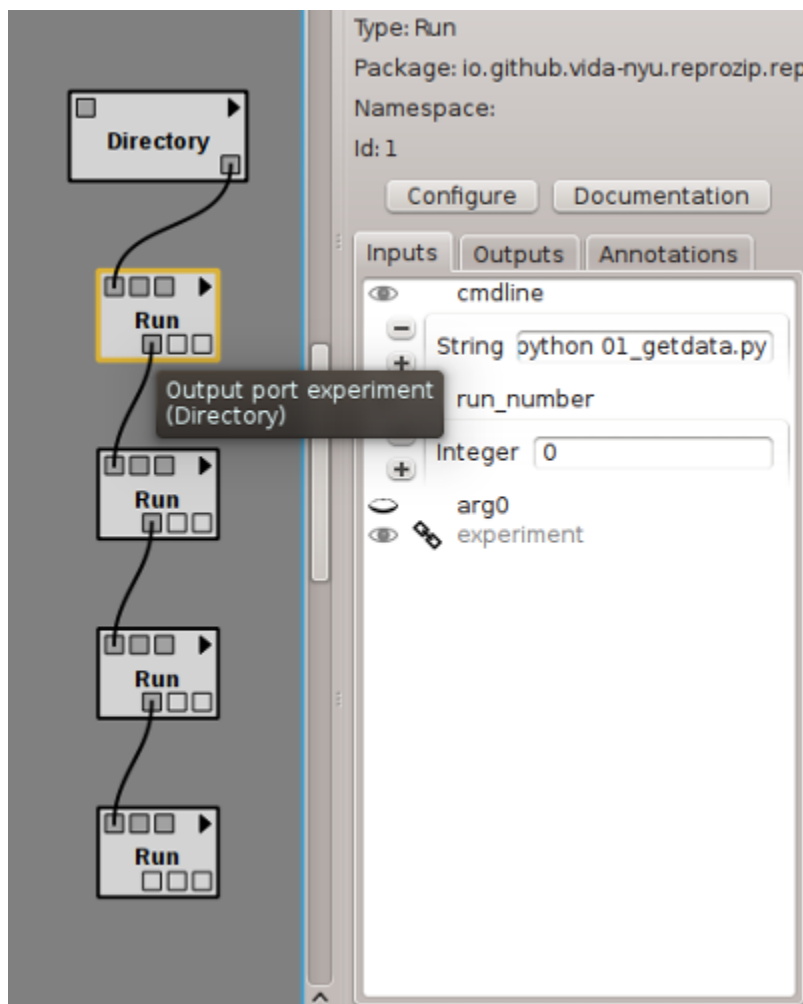 Directory
Run
Run
Run
Run
Output port experiment
(Directory)
Type: Run
Package: io.github.vida-nyu.reprozip.rep
Namespace:
Id: 1
Configure Documentation
Inputs Outputs Annotations
cmdline
String python 01_getdata.py
run_number
Integer 0
arg0
experiment